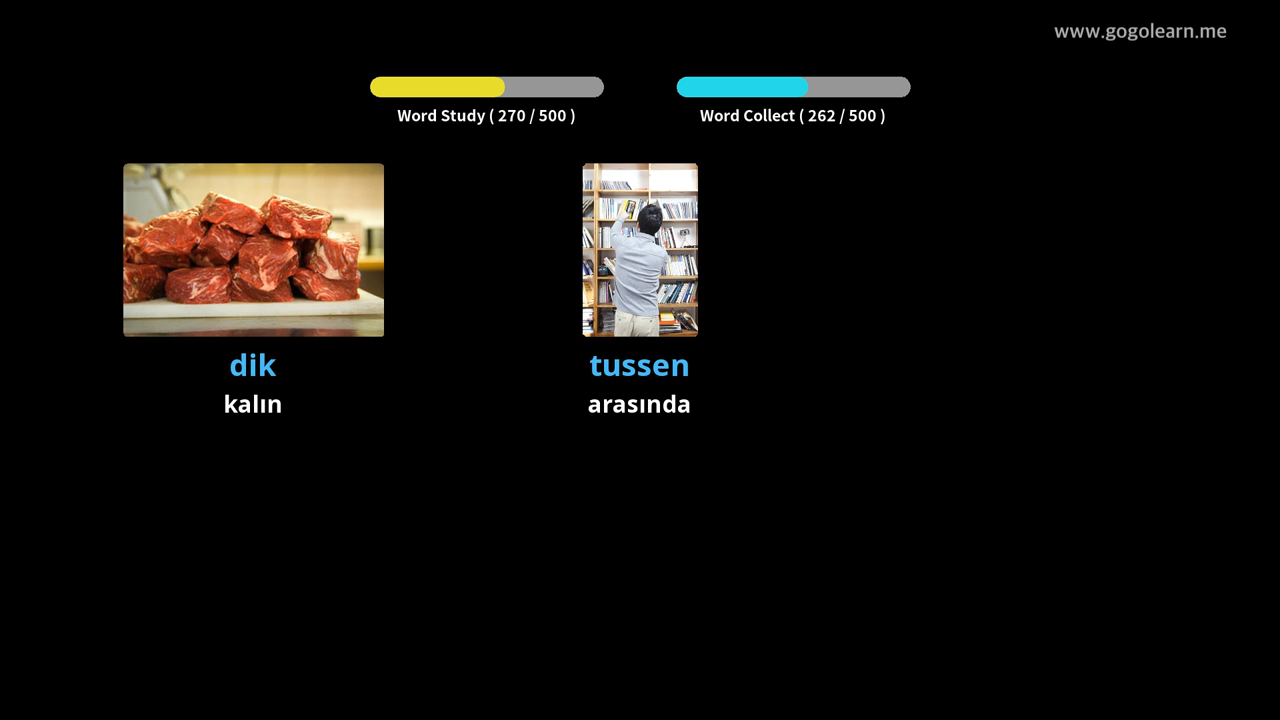 www.gogolearn.me
Word Study ( 270 / 500 )
Word Collect ( 262 / 500 )
dik
kalın
tussen
arasında